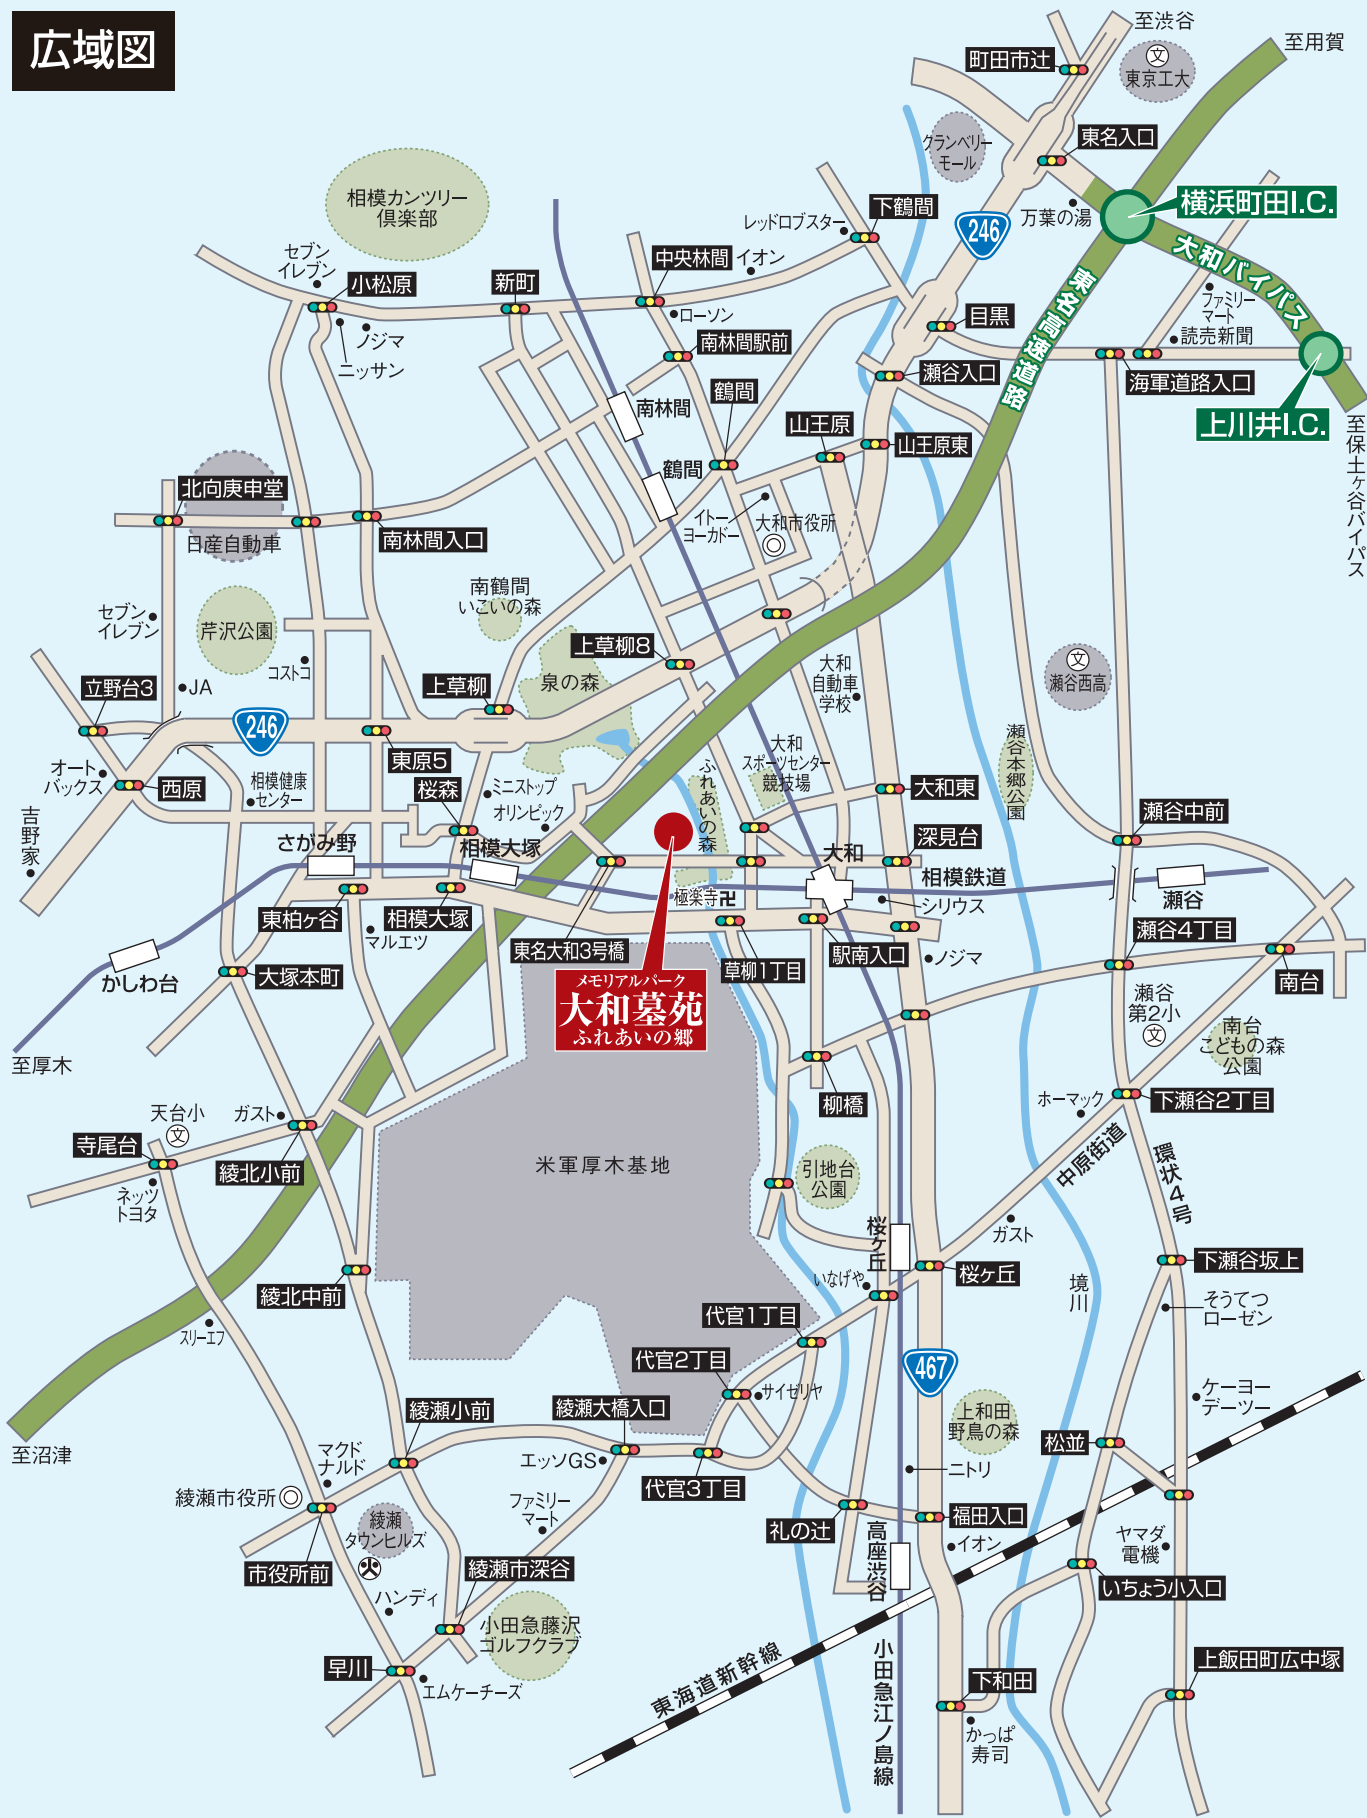 広域図
至渋谷
至用賀
町田市辻
東京工大
文
東名入口
クランベリー
モール
万葉の湯
横浜町田I.C.
大和バイパス
ファミリー
マート
読売新聞
海軍道路入口
上川井I.C.
至保土ヶ谷バイパス
相模カンツリー
倶楽部
レッドロブスター
下鶴間
246
東名高速道路
セブン
イレブン
小松原
新町
中央林間
イオン
ローソン
目黒
ノジマ
ニッサン
南林間駅前
瀬谷入口
鶴間
南林間
山王原
山王原東
鶴間
北向庚申堂
日産自動車
南林間入口
イトー
ヨーカドー
大和市役所
南鶴間
いこいの森
セブン
イレブン
芹沢公園
コストコ
上草柳8
泉の森
大和
自動車
学校
文
瀬谷西高
立野台3
JA
上草柳
246
東原5
オート
バックス
西原
相模健康
センター
桜森
ミニストップ
オリンピック
ふれあいの森
大和
スポーツセンター
競技場
大和東
瀬谷本郷公園
瀬谷中前
吉野家
さがみ野
相模大塚
大和
深見台
相模鉄道
瀬谷
東柏ヶ谷
相模大塚
マルエツ
極楽寺卍
シリウス
かしわ台
大塚本町
東名大和3号橋
草柳1丁目
駅南入口
ノジマ
瀬谷4丁目
南台
メモリアルパーク
大和墓苑
ふれあいの郷
瀬谷
第2小
文
南台
こどもの森
公園
至厚木
柳橋
ホーマック
下瀬谷2丁目
天台小
文
ガスト
寺尾台
綾北小前
ネッツ
トヨタ
米軍厚木基地
引地台
公園
中原街道
環状4号
桜ヶ丘
ガスト
綾北中前
いなげや
桜ヶ丘
下瀬谷坂上
境川
そうてつ
ローゼン
スリーエフ
代官1丁目
代官2丁目
サイゼリヤ
467
ケーヨー
デーツー
至沼津
綾瀬小前
綾瀬大橋入口
上和田
野鳥の森
松並
マクド
ナルド
エッソGS
代官3丁目
ニトリ
綾瀬市役所
綾瀬
タウンヒルズ
ファミリー
マート
礼の辻
高座渋谷
福田入口
イオン
ヤマダ
電機
市役所前
綾瀬市深谷
いちょう小入口
ハンディ
小田急藤沢
ゴルフクラブ
早川
エムケーチーズ
東海道新幹線
小田急江ノ島線
下和田
かっぱ
寿司
上飯田町広中塚